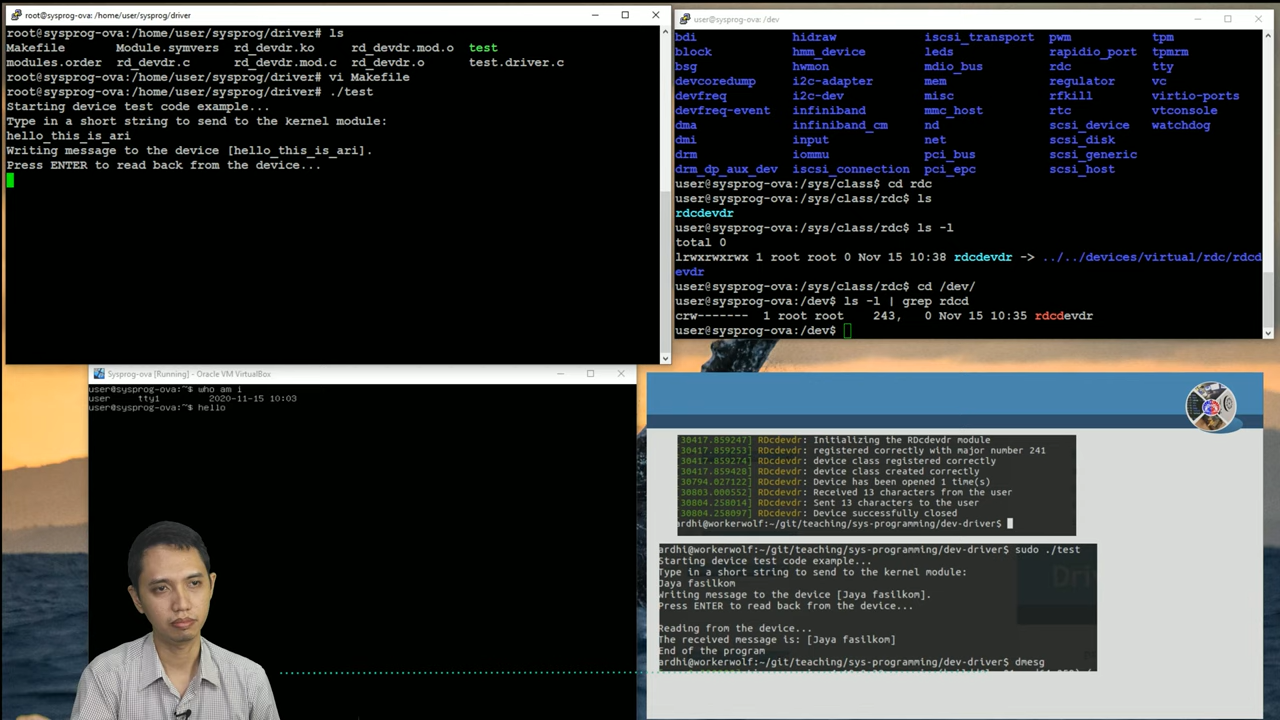 root@sysprog-ova: /home/user/sysprog/driver
root@sysprog-ova:/home/user/sysprog/driver# ls
Makefile Module.symvers rd_devdr.ko rd_devdr.mod.o test
modules.order rd_devdr.c rd_devdr.mod.c rd_devdr.o test.driver.c
root@sysprog-ova:/home/user/sysprog/driver# vi Makefile
root@sysprog-ova:/home/user/sysprog/driver# ./test
Starting device test code example...
Type in a short string to send to the kernel module:
hello_this_is_ari
Writing message to the device [hello_this_is_ari].
Press ENTER to read back from the device...
user@sysprog-ova: /dev
bdi hidraw iscsi_transport pwm tpm
block hmm_device leds rapidio_port tpmrm
bsg hwmon mdio_bus rdc tty
devcoredump i2c-adapter mem regulator vc
devfreq i2c-dev misc rfkill virtio-ports
devfreq-event infiniband mmc_host rtc vtconsole
dma infiniband_cm nd scsi_device watchdog
dmi input net scsi_disk
drm iommu pci_bus scsi_generic
drm_dp_aux_dev iscsi_connection pci_epc scsi_host
user@sysprog-ova:/sys/class$ cd rdc
user@sysprog-ova:/sys/class/rdc$ ls
rdcdevdr
user@sysprog-ova:/sys/class/rdc$ ls -l
total 0
lrwxrwxrwx 1 root root 0 Nov 15 10:38 rdcdevdr -> ../../devices/virtual/rdc/rdcd
evdr
user@sysprog-ova:/sys/class/rdc$ cd /dev/
user@sysprog-ova:/dev$ ls -l | grep rdcd
crw------- 1 root root 243, 0 Nov 15 10:35 rdcdevdr
user@sysprog-ova:/dev$
Sysprog-ova [Running] - Oracle VM VirtualBox
user@sysprog-ova:~$ who am i
user tty1 2020-11-15 10:03
user@sysprog-ova:~$ hello
30417.859247] RDcdevdr: Initializing the RDcdevdr module
30417.859253] RDcdevdr: registered correctly with major number 241
30417.859274] RDcdevdr: device class registered correctly
30417.859428] RDcdevdr: device class created correctly
30794.027122] RDcdevdr: Device has been opened 1 time(s)
30803.000552] RDcdevdr: Received 13 characters from the user
30804.258014] RDcdevdr: Sent 13 characters to the user
30804.258097] RDcdevdr: Device successfully closed
ardhi@workerwolf:~/git/teaching/sys-programming/dev-driver$
ardhi@workerwolf:~/git/teaching/sys-programming/dev-driver$ sudo ./test
Starting device test code example...
Type in a short string to send to the kernel module:
Jaya fasilkom
Writing message to the device [Jaya fasilkom].
Press ENTER to read back from the device...
Reading from the device...
The received message is: [Jaya fasilkom]
End of the program
ardhi@workerwolf:~/git/teaching/sys-programming/dev-driver$ dmesg